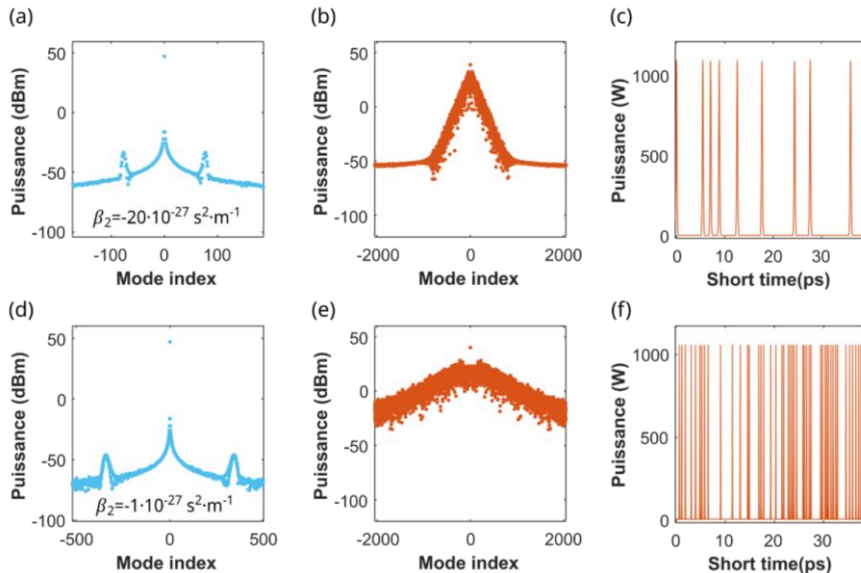 (a)
(b)
(c)
Puissance (dBm)
50
0
-50
-100
β₂=-20·10⁻²⁷ s²·m⁻¹
-100 0 100
Mode index
Puissance (dBm)
50
0
-50
-100
-2000 0 2000
Mode index
Puissance (W)
1000
500
0
0 10 20 30
Short time(ps)
(d)
(e)
(f)
Puissance (dBm)
50
0
-50
-100
β₂=-1·10⁻²⁷ s²·m⁻¹
-500 0 500
Mode index
Puissance (dBm)
50
0
-50
-100
-2000 0 2000
Mode index
Puissance (W)
1000
500
0
0 10 20 30
Short time(ps)